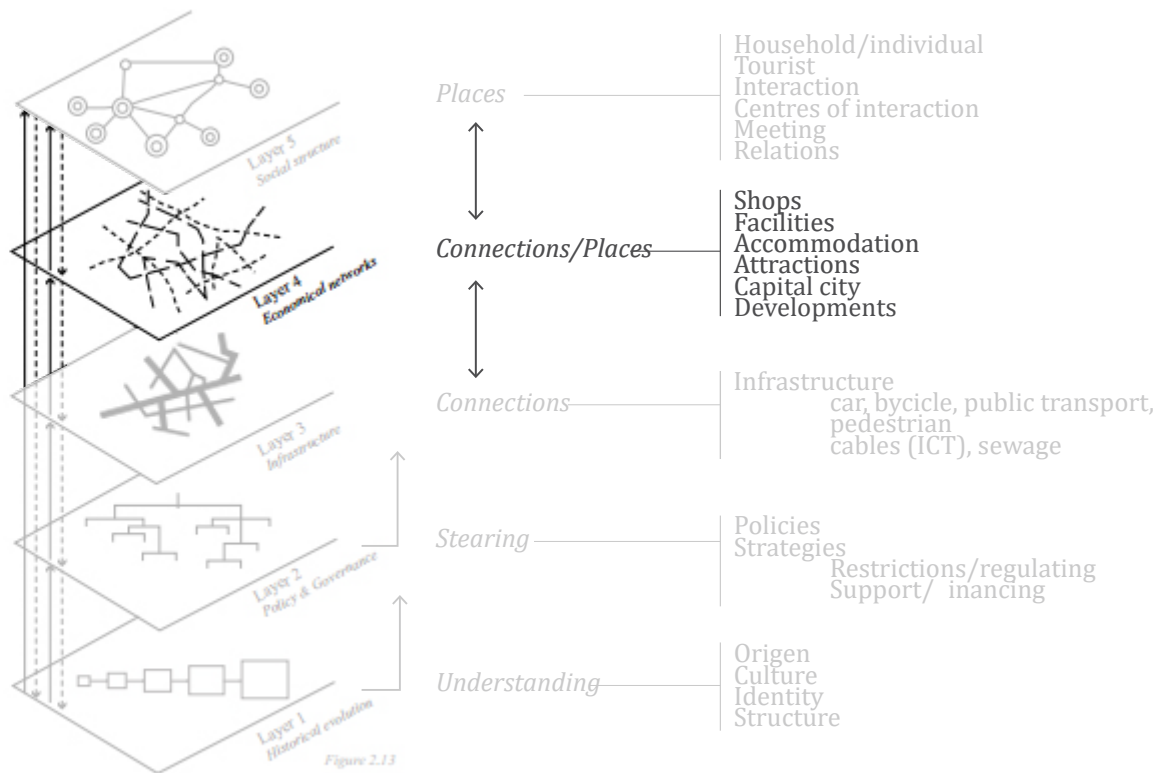 Layer 5
Social structure
Places
Household/individual
Tourist
Interaction
Centres of interaction
Meeting
Relations
Layer 4
Economical networks
Connections/Places
Shops
Facilities
Accommodation
Attractions
Capital city
Developments
Layer 3
Infrastructure
Connections
Infrastructure
car, bycicle, public transport,
pedestrian
cables (ICT), sewage
Layer 2
Policy & Governance
Stearing
Policies
Strategies
Restrictions/regulating
Support/ inancing
Layer 1
Historical evolution
Understanding
Origen
Culture
Identity
Structure
Figure 2.13